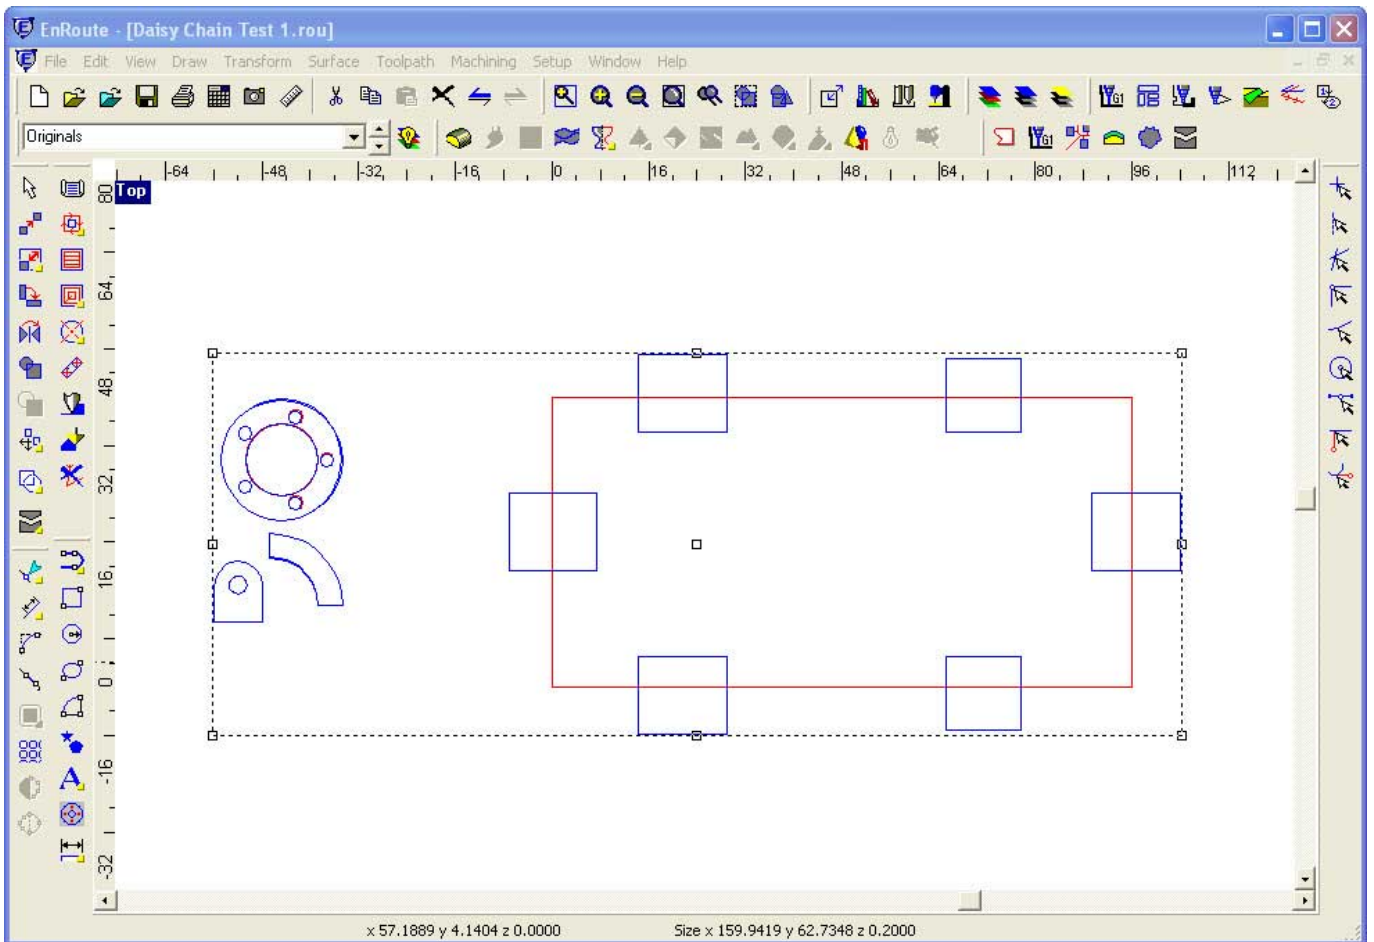 EnRoute - [Daisy Chain Test 1.rou]
File Edit View Draw Transform Surface Toolpath Machining Setup Window Help
Originals
-64 -48 -32 -16 0 16 32 48 64 80 96 112
Top
80
64
48
32
16
0
-16
-32
x 57.1889 y 4.1404 z 0.0000 Size x 159.9419 y 62.7348 z 0.2000